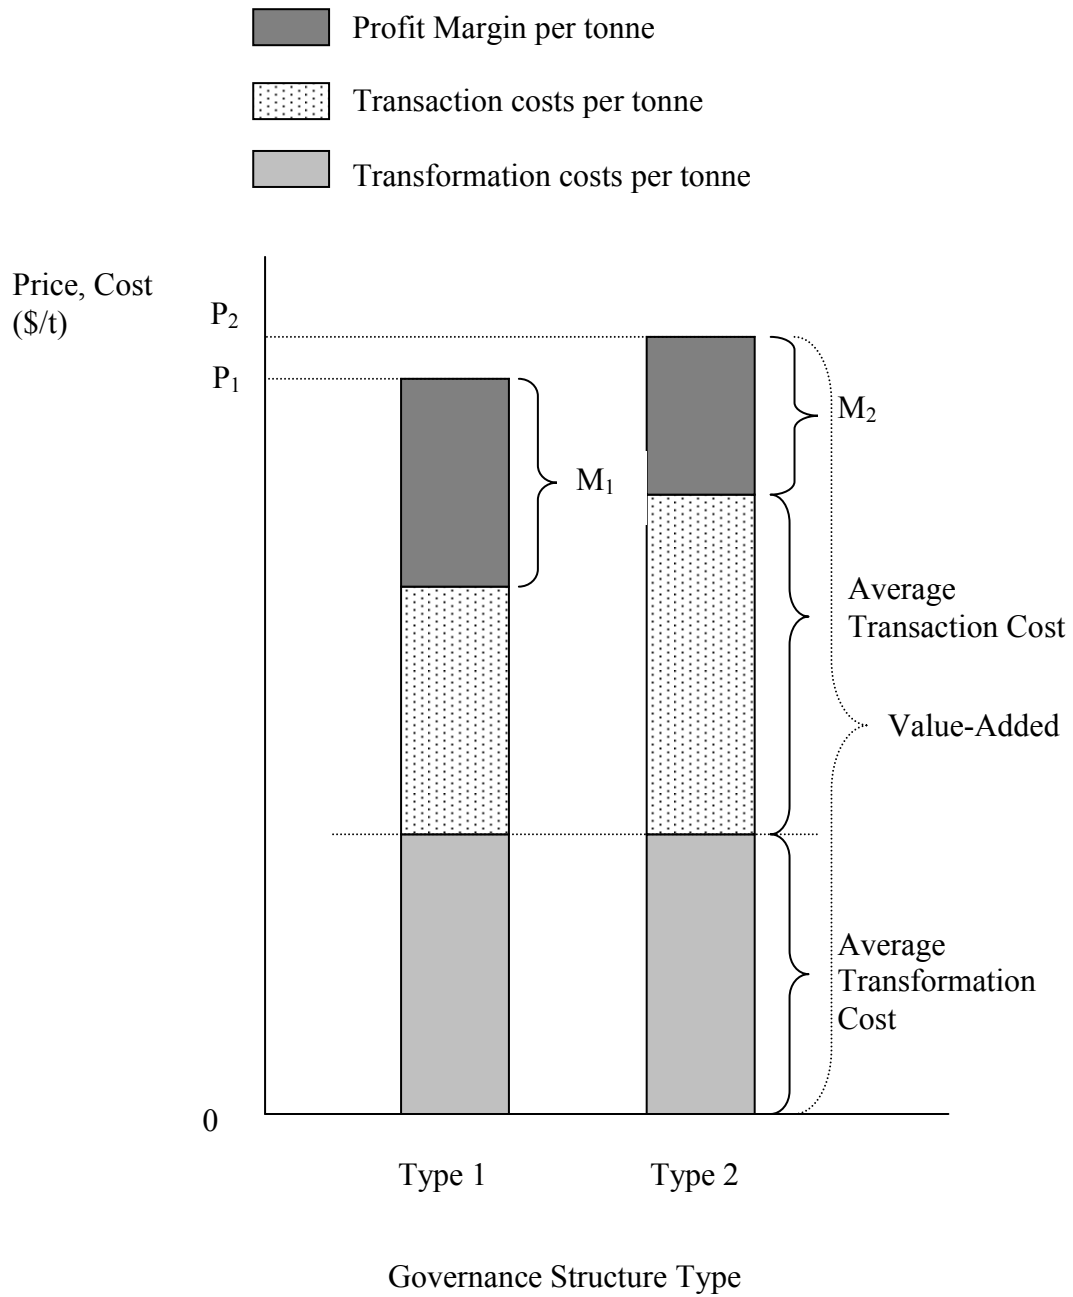 Profit Margin per tonne
Transaction costs per tonne
Transformation costs per tonne
Price, Cost
($/t)
P₂
P₁
M₂
M₁
Average
Transaction Cost
Value-Added
Average
Transformation
Cost
0
Type 1
Type 2
Governance Structure Type